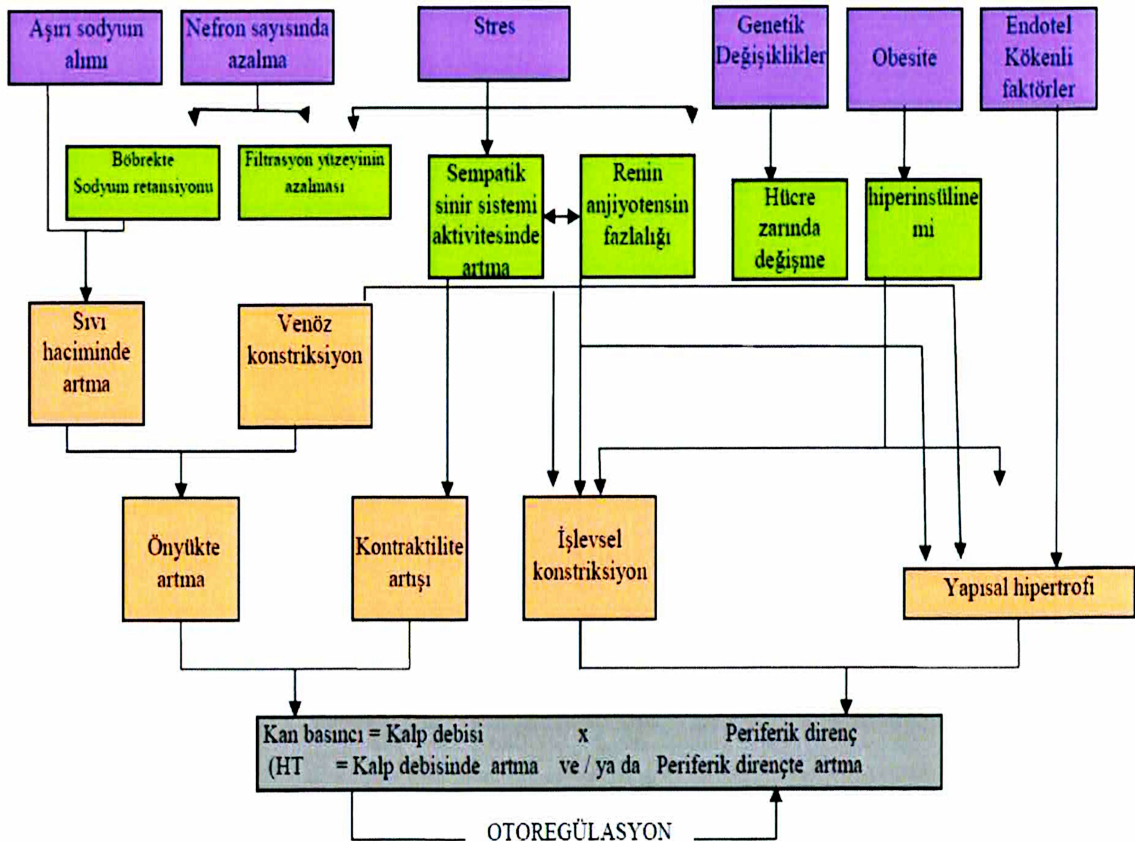 Aşırı sodyum
alımı
Nefron sayısında
azalma
Stres
Genetik
Değişiklikler
Obesite
Endotel
Kökenli
faktörler
Böbrekte
Sodyum retansiyonu
Filtrasyon yüzeyinin
azalması
Sempatik
sinir sistemi
aktivitesinde
artma
Renin
anjiyotensin
fazlalığı
Hücre
zarında
değişme
hiperinsüline
mi
Sıvı
haciminde
artma
Venöz
konstriksiyon
Önyükte
artma
Kontraktilite
artışı
İşlevsel
konstriksiyon
Yapısal hipertrofi
Kan basıncı = Kalp debisi x Periferik direnç
(HT = Kalp debisinde artma ve / ya da Periferik dirençte artma
OTOREGÜLASYON